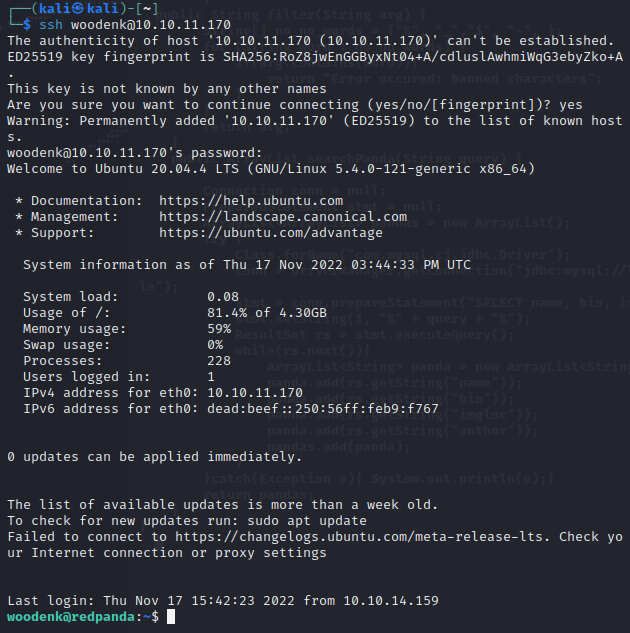 ┌──(kali㉿kali)-[~]
└─$ ssh woodenk@10.10.11.170
The authenticity of host '10.10.11.170 (10.10.11.170)' can't be established.
ED25519 key fingerprint is SHA256:RoZ8jwEnGGByxNt04+A/cdluslAwhmiWqG3ebyZko+A
.
This key is not known by any other names
Are you sure you want to continue connecting (yes/no/[fingerprint])? yes
Warning: Permanently added '10.10.11.170' (ED25519) to the list of known host
s.
woodenk@10.10.11.170's password:
Welcome to Ubuntu 20.04.4 LTS (GNU/Linux 5.4.0-121-generic x86_64)
* Documentation:  https://help.ubuntu.com
* Management:     https://landscape.canonical.com
* Support:        https://ubuntu.com/advantage
System information as of Thu 17 Nov 2022 03:44:33 PM UTC
System load:           0.08
Usage of /:            81.4% of 4.30GB
Memory usage:          59%
Swap usage:            0%
Processes:             228
Users logged in:       1
IPv4 address for eth0: 10.10.11.170
IPv6 address for eth0: dead:beef::250:56ff:feb9:f767
0 updates can be applied immediately.
The list of available updates is more than a week old.
To check for new updates run: sudo apt update
Failed to connect to https://changelogs.ubuntu.com/meta-release-lts. Check yo
ur Internet connection or proxy settings
Last login: Thu Nov 17 15:42:23 2022 from 10.10.14.159
woodenk@redpanda:~$